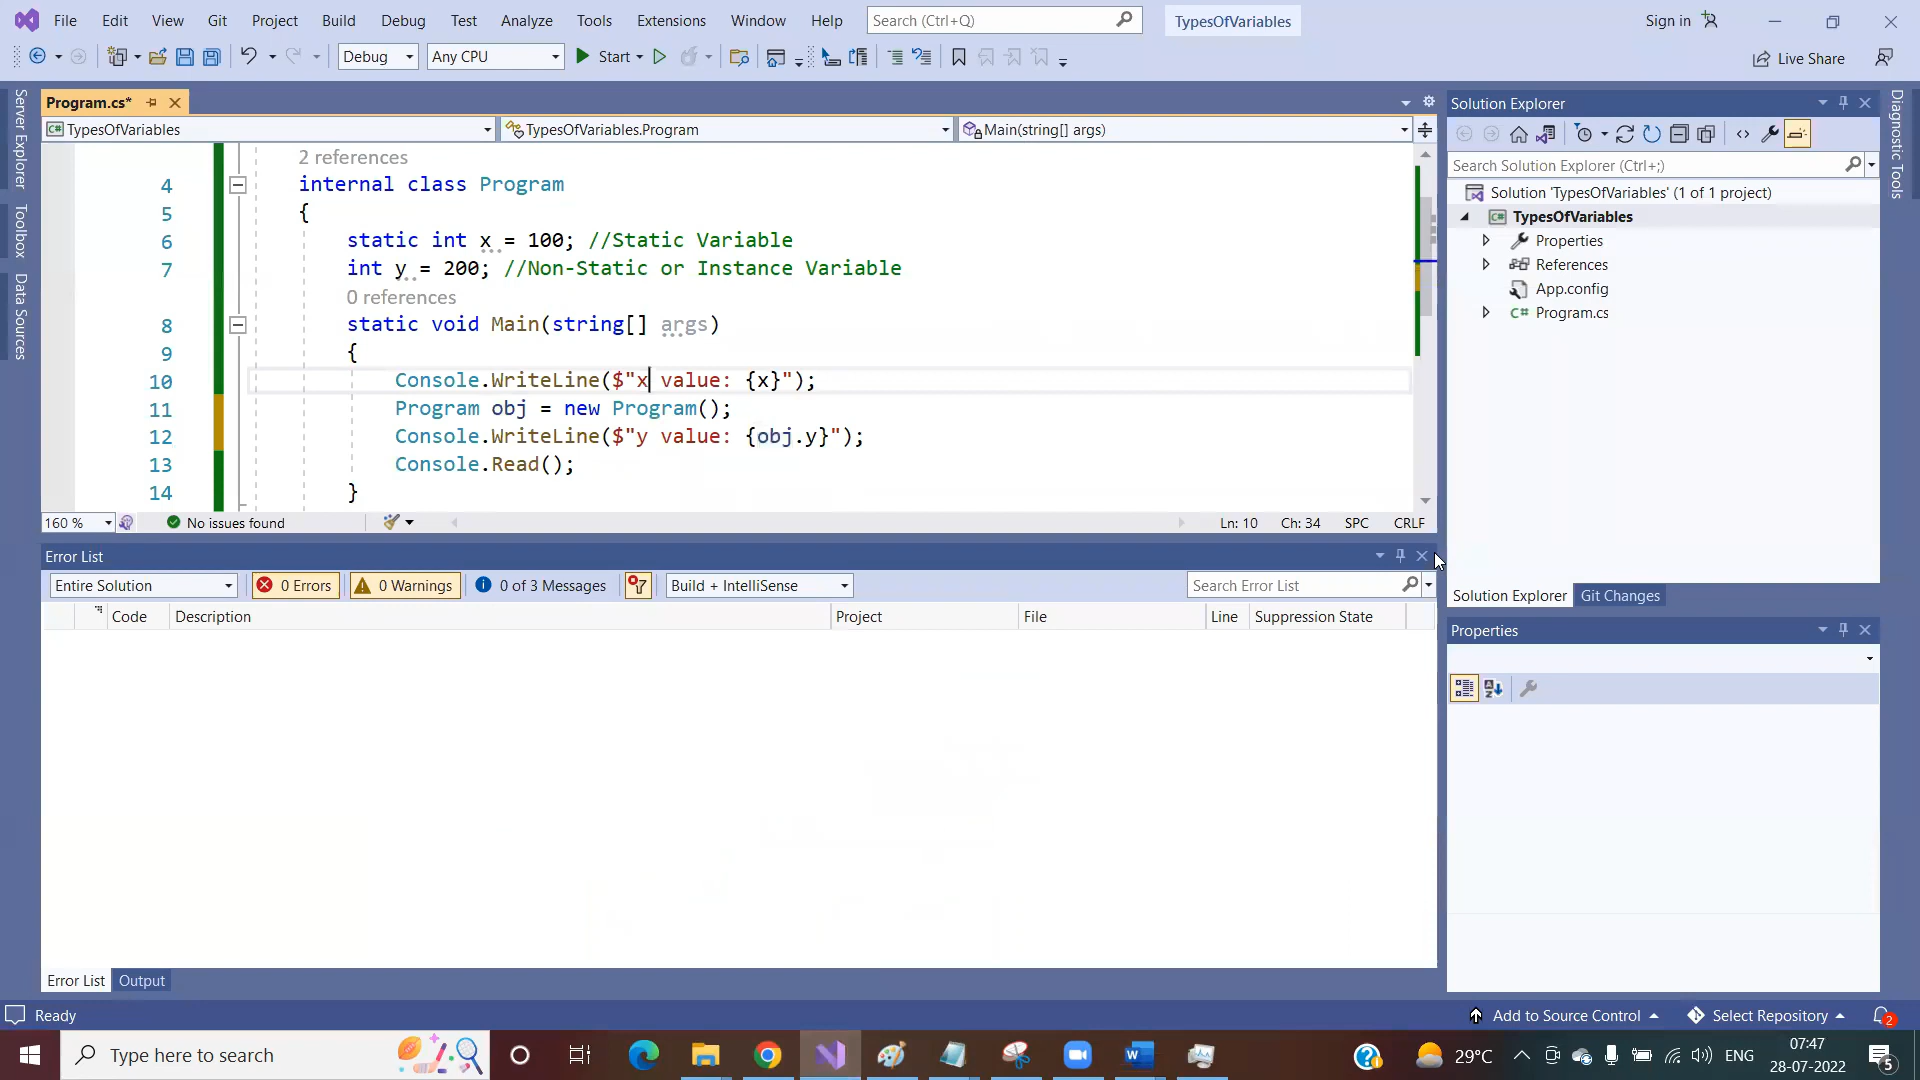 File Edit View Git Project Build Debug Test Analyze Tools Extensions Window Help Search (Ctrl+Q) TypesOfVariables Sign in
Debug Any CPU Start Live Share
Server Explorer
Toolbox
Data Sources
Program.cs*
TypesOfVariables TypesOfVariables.Program Main(string[] args)
2 references
4 internal class Program
5 {
6 static int x = 100; //Static Variable
7 int y = 200; //Non-Static or Instance Variable
0 references
8 static void Main(string[] args)
9 {
10 Console.WriteLine($"x value: {x}");
11 Program obj = new Program();
12 Console.WriteLine($"y value: {obj.y}");
13 Console.Read();
14 }
160 % No issues found Ln: 10 Ch: 34 SPC CRLF
Error List
Entire Solution 0 Errors 0 Warnings 0 of 3 Messages Build + IntelliSense Search Error List
Code Description Project File Line Suppression State
Error List Output
Solution Explorer
Search Solution Explorer (Ctrl+;)
Solution 'TypesOfVariables' (1 of 1 project)
TypesOfVariables
Properties
References
App.config
C# Program.cs
Solution Explorer Git Changes
Properties
Diagnostic Tools
Ready Add to Source Control Select Repository 2
Type here to search 29°C ENG 07:47
28-07-2022 5